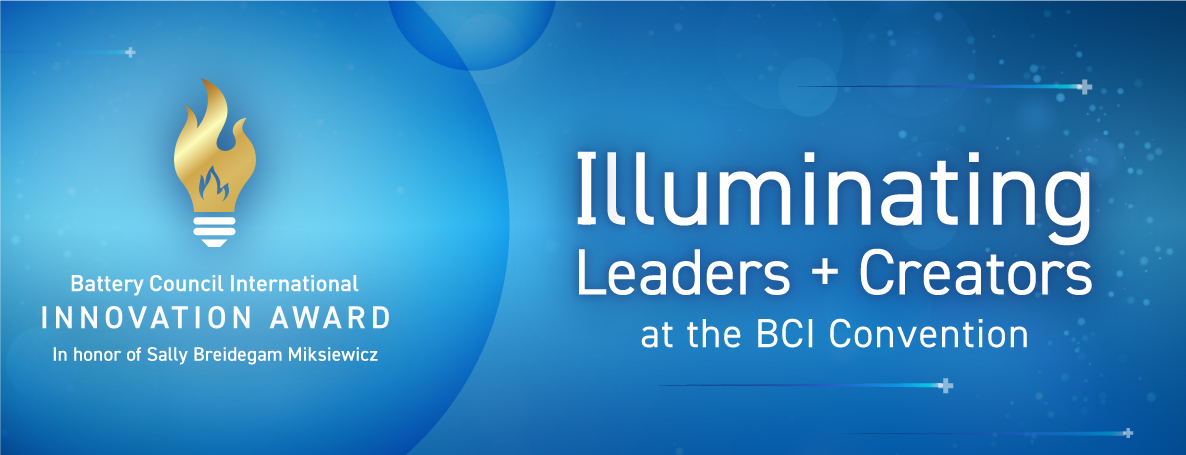 Battery Council International
INNOVATION AWARD
In honor of Sally Breidegam Miksiewicz
Illuminating
Leaders + Creators
at the BCI Convention